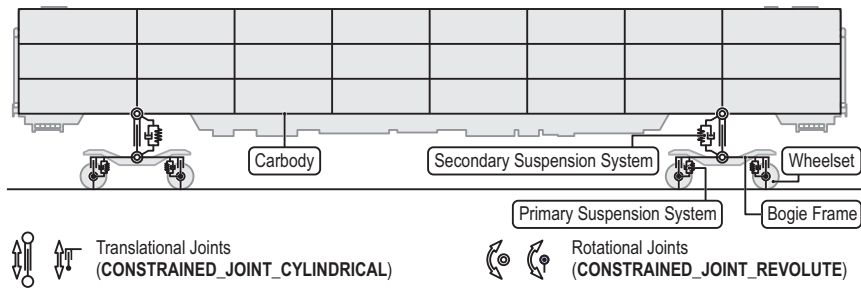 Carbody
Secondary Suspension System
Wheelset
Primary Suspension System
Bogie Frame
Translational Joints
(CONSTRAINED_JOINT_CYLINDRICAL)
Rotational Joints
(CONSTRAINED_JOINT_REVOLUTE)